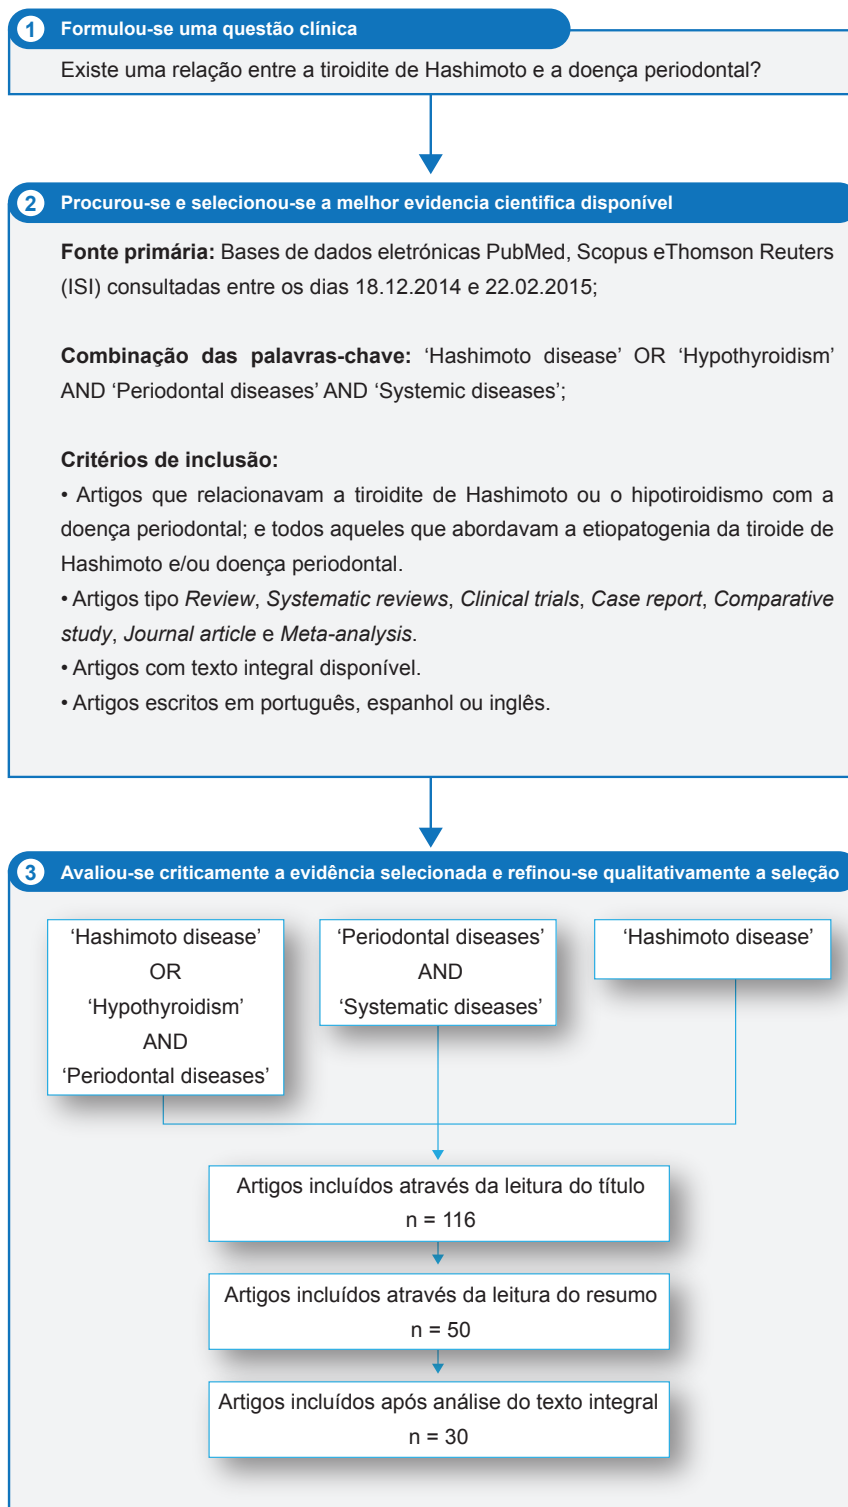 1 Formulou-se uma questão clínica
Existe uma relação entre a tiroidite de Hashimoto e a doença periodontal?
2 Procurou-se e selecionou-se a melhor evidencia cientifica disponível
Fonte primária: Bases de dados eletrónicas PubMed, Scopus eThomson Reuters
(ISI) consultadas entre os dias 18.12.2014 e 22.02.2015;
Combinação das palavras-chave: ‘Hashimoto disease’ OR ‘Hypothyroidism’
AND ‘Periodontal diseases’ AND ‘Systemic diseases’;
Critérios de inclusão:
• Artigos que relacionavam a tiroidite de Hashimoto ou o hipotiroidismo com a
doença periodontal; e todos aqueles que abordavam a etiopatogenia da tiroide de
Hashimoto e/ou doença periodontal.
• Artigos tipo Review, Systematic reviews, Clinical trials, Case report, Comparative
study, Journal article e Meta-analysis.
• Artigos com texto integral disponível.
• Artigos escritos em português, espanhol ou inglês.
3 Avaliou-se criticamente a evidência selecionada e refinou-se qualitativamente a seleção
‘Hashimoto disease’
OR
‘Hypothyroidism’
AND
‘Periodontal diseases’
‘Periodontal diseases’
AND
‘Systematic diseases’
‘Hashimoto disease’
Artigos incluídos através da leitura do título
n = 116
Artigos incluídos através da leitura do resumo
n = 50
Artigos incluídos após análise do texto integral
n = 30